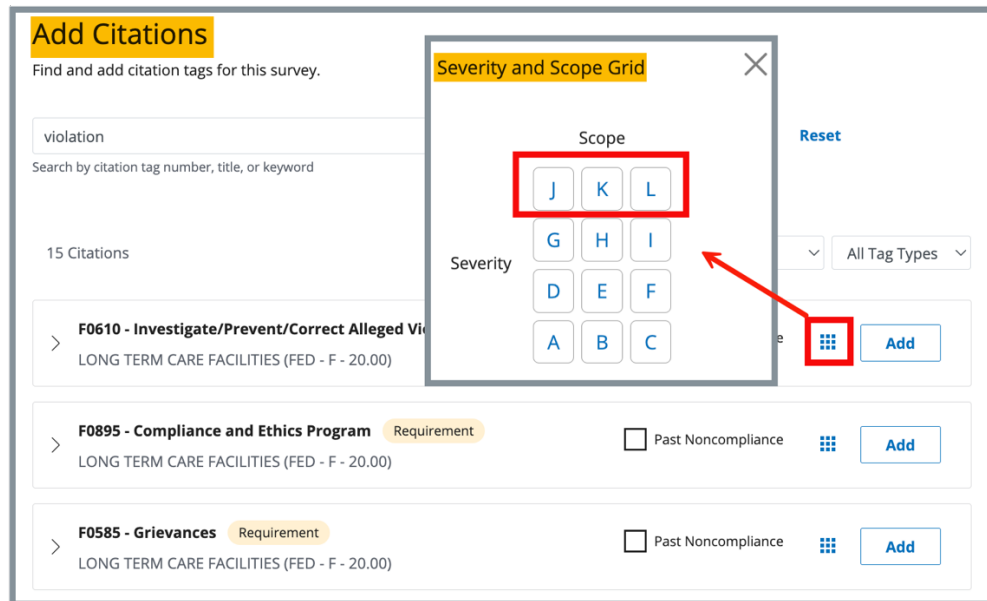 Add Citations
Find and add citation tags for this survey.
violation
Search by citation tag number, title, or keyword
Reset
15 Citations
All Tag Types
Severity and Scope Grid
Scope
Severity
J K L
G H I
D E F
A B C
F0610 - Investigate/Prevent/Correct Alleged
LONG TERM CARE FACILITIES (FED - F - 20.00)
Add
F0895 - Compliance and Ethics Program Requirement
LONG TERM CARE FACILITIES (FED - F - 20.00)
Past Noncompliance
Add
F0585 - Grievances Requirement
LONG TERM CARE FACILITIES (FED - F - 20.00)
Past Noncompliance
Add